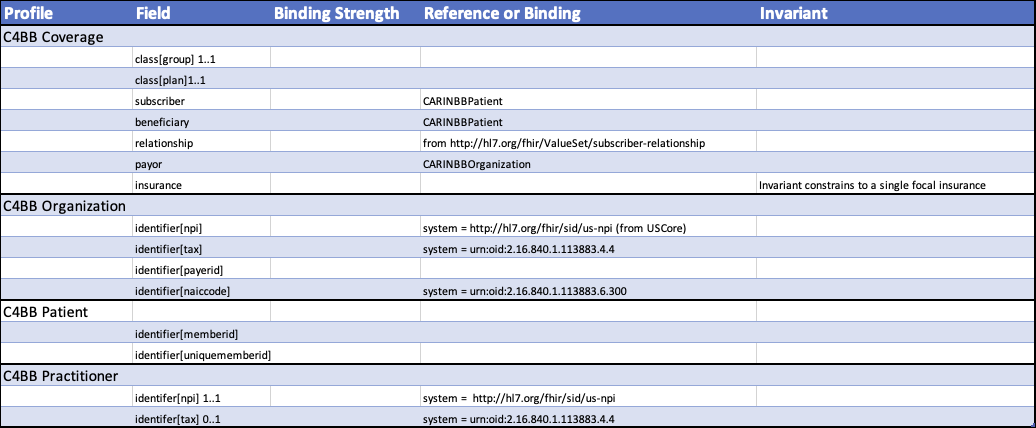 Profile Field Binding Strength Reference or Binding Invariant
C4BB Coverage
class[group] 1..1
class[plan]1..1
subscriber CARINBBPatient
beneficiary CARINBBPatient
relationship from http://hl7.org/fhir/ValueSet/subscriber-relationship
payor CARINBBOrganization
insurance Invariant constrains to a single focal insurance
C4BB Organization
identifier[npi] system = http://hl7.org/fhir/sid/us-npi (from USCore)
identifier[tax] system = urn:oid:2.16.840.1.113883.4.4
identifier[payerid]
identifier[naiccode] system = urn:oid:2.16.840.1.113883.6.300
C4BB Patient
identifier[memberid]
identifier[uniquememberid]
C4BB Practitioner
identifer[npi] 1..1 system =  http://hl7.org/fhir/sid/us-npi
identifer[tax] 0..1 system = urn:oid:2.16.840.1.113883.4.4